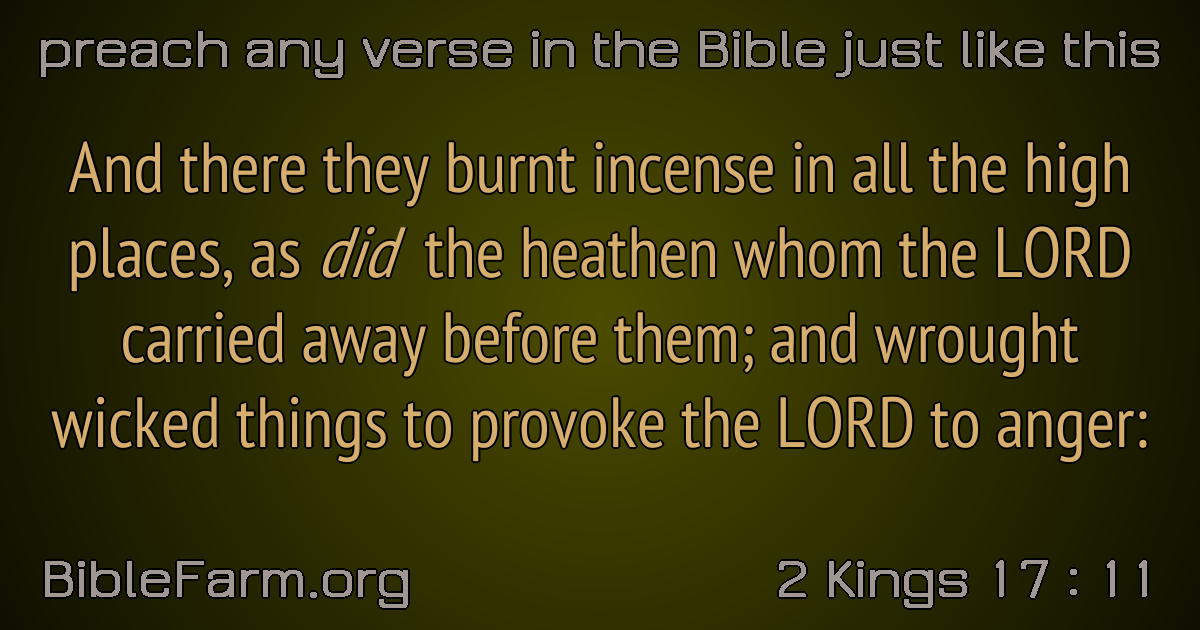 preach any verse in the Bible just like this
And there they burnt incense in all the high
places, as did the heathen whom the LORD
carried away before them; and wrought
wicked things to provoke the LORD to anger:
BibleFarm.org
2 Kings 17 : 11